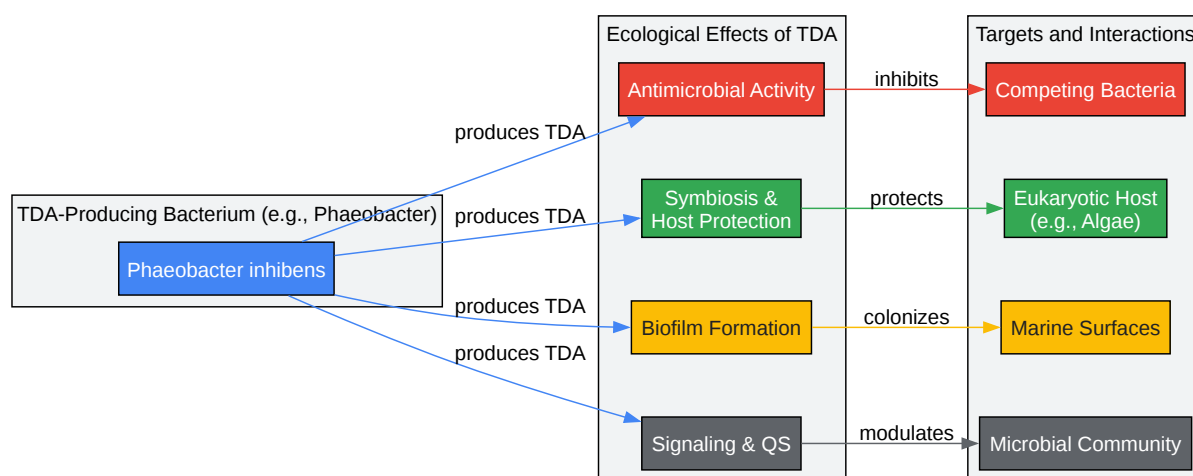 Ecological Effects of TDA
Targets and Interactions
Antimicrobial Activity
inhibits
Competing Bacteria
produces TDA
TDA-Producing Bacterium (e.g., Phaeobacter)
Phaeobacter inhibens
produces TDA
Symbiosis &
Host Protection
protects
Eukaryotic Host
(e.g., Algae)
produces TDA
Biofilm Formation
colonizes
Marine Surfaces
produces TDA
Signaling & QS
modulates
Microbial Community